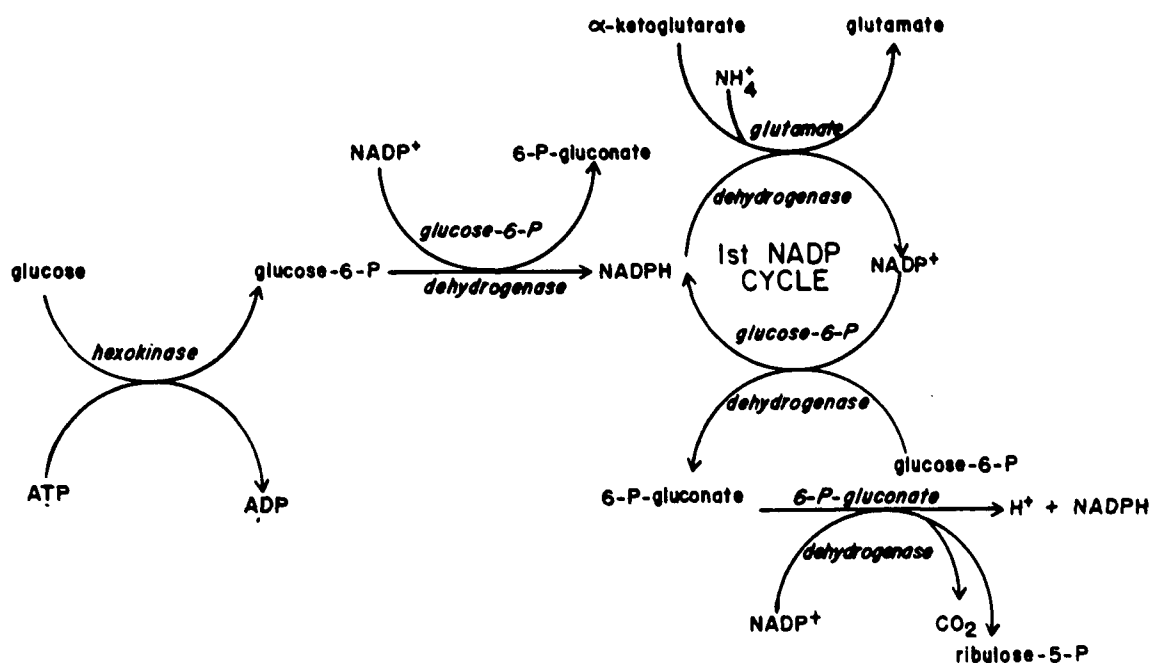 α-ketoglutarate glutamate
NH₄⁺
glutamate
NADP⁺ 6-P-gluconate
dehydrogenase
glucose-6-P
1st NADP
CYCLE
glucose glucose-6-P NADPH NADP⁺
dehydrogenase
glucose-6-P
hexokinase
dehydrogenase
glucose-6-P
ATP ADP
6-P-gluconate 6-P-gluconate H⁺ + NADPH
dehydrogenase
NADP⁺ CO₂
ribulose-5-P